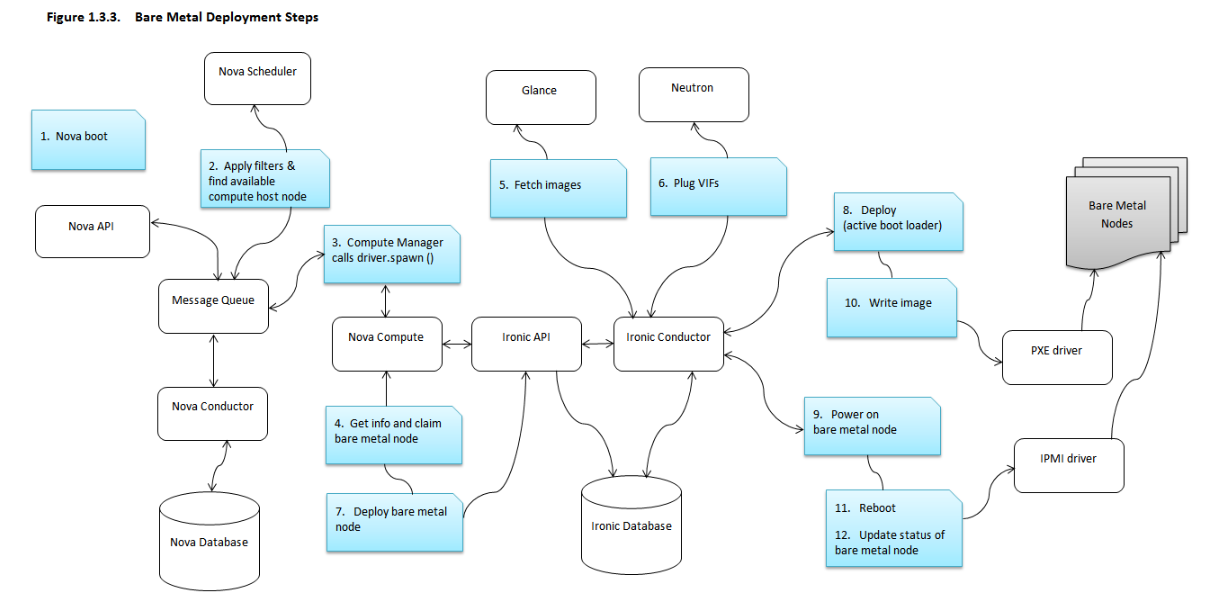 Figure 1.3.3.   Bare Metal Deployment Steps
Nova Scheduler
Glance
Neutron
1.  Nova boot
2.  Apply filters &
find available
compute host node
5.  Fetch images
6.  Plug VIFs
Nova API
3.  Compute Manager
calls driver.spawn ()
8.   Deploy
(active boot loader)
Bare Metal
Nodes
Message Queue
10.   Write image
Nova Compute
Ironic API
Ironic Conductor
PXE driver
Nova Conductor
4.  Get info and claim
bare metal node
9.   Power on
bare metal node
IPMI driver
7.   Deploy bare metal
node
11.   Reboot
12.   Update status of
bare metal node
Nova Database
Ironic Database